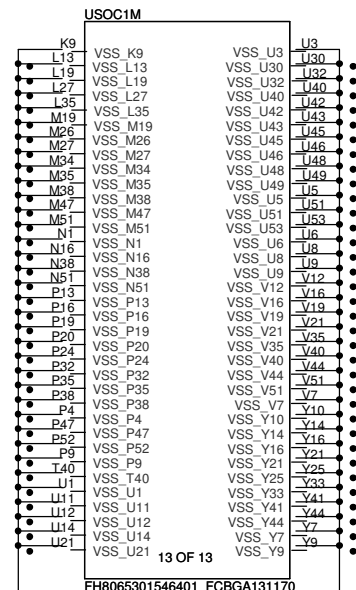 USOC1M
K9 VSS_K9 VSS_U3 U3
L13 VSS_L13 VSS_U30 U30
L19 VSS_L19 VSS_U32 U32
L27 VSS_L27 VSS_U40 U40
L35 VSS_L35 VSS_U42 U42
M19 VSS_M19 VSS_U43 U43
M26 VSS_M26 VSS_U45 U45
M27 VSS_M27 VSS_U46 U46
M34 VSS_M34 VSS_U48 U48
M35 VSS_M35 VSS_U49 U49
M38 VSS_M38 VSS_U5 U5
M47 VSS_M47 VSS_U51 U51
M51 VSS_M51 VSS_U53 U53
N1 VSS_N1 VSS_U6 U6
N16 VSS_N16 VSS_U8 U8
N38 VSS_N38 VSS_U9 U9
N51 VSS_N51 VSS_V12 V12
P13 VSS_P13 VSS_V16 V16
P16 VSS_P16 VSS_V19 V19
P19 VSS_P19 VSS_V21 V21
P20 VSS_P20 VSS_V35 V35
P24 VSS_P24 VSS_V40 V40
P32 VSS_P32 VSS_V44 V44
P35 VSS_P35 VSS_V51 V51
P38 VSS_P38 VSS_V7 V7
P4 VSS_P4 VSS_Y10 Y10
P47 VSS_P47 VSS_Y14 Y14
P52 VSS_P52 VSS_Y16 Y16
P9 VSS_P9 VSS_Y21 Y21
T40 VSS_T40 VSS_Y25 Y25
U1 VSS_U1 VSS_Y33 Y33
U11 VSS_U11 VSS_Y41 Y41
U12 VSS_U12 VSS_Y44 Y44
U14 VSS_U14 VSS_Y7 Y7
U21 VSS_U21 13 OF 13 VSS_Y9 Y9
FH8065301546401_FCBGA131170